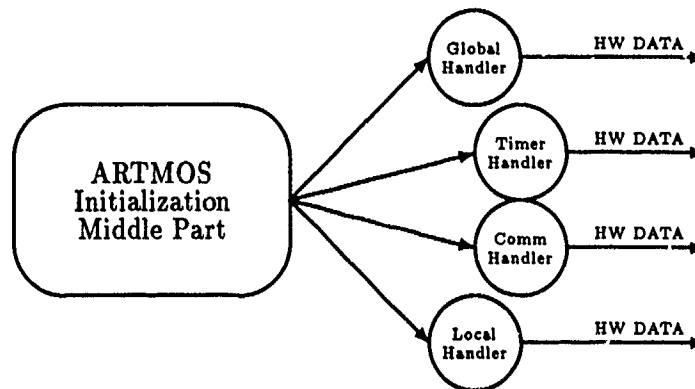 Global
Handler
HW DATA
ARTMOS
Initialization
Middle Part
Timer
Handler
HW DATA
Comm
Handler
HW DATA
Local
Handler
HW DATA